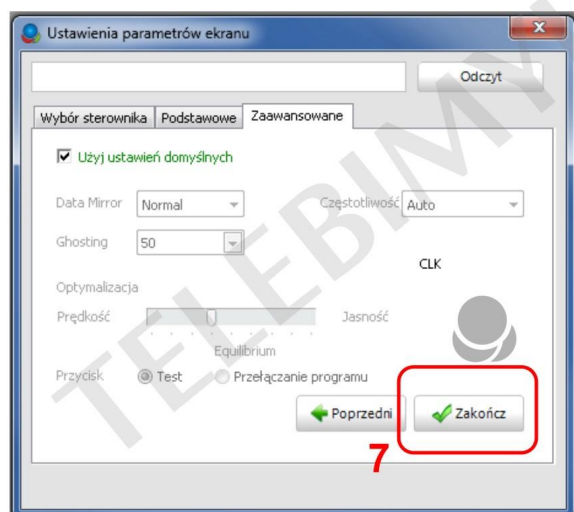 Ustawienia parametrów ekranu
Odczyt
Wybór sterownika Podstawowe Zaawansowane
Użyj ustawień domyślnych
Data Mirror Normal Częstotliwość Auto
Ghosting 50
CLK
Optymalizacja
Prędkość Jasność
Equilibrium
Przycisk Test Przełączanie programu
Poprzedni Zakończ
7
TELEBIMY